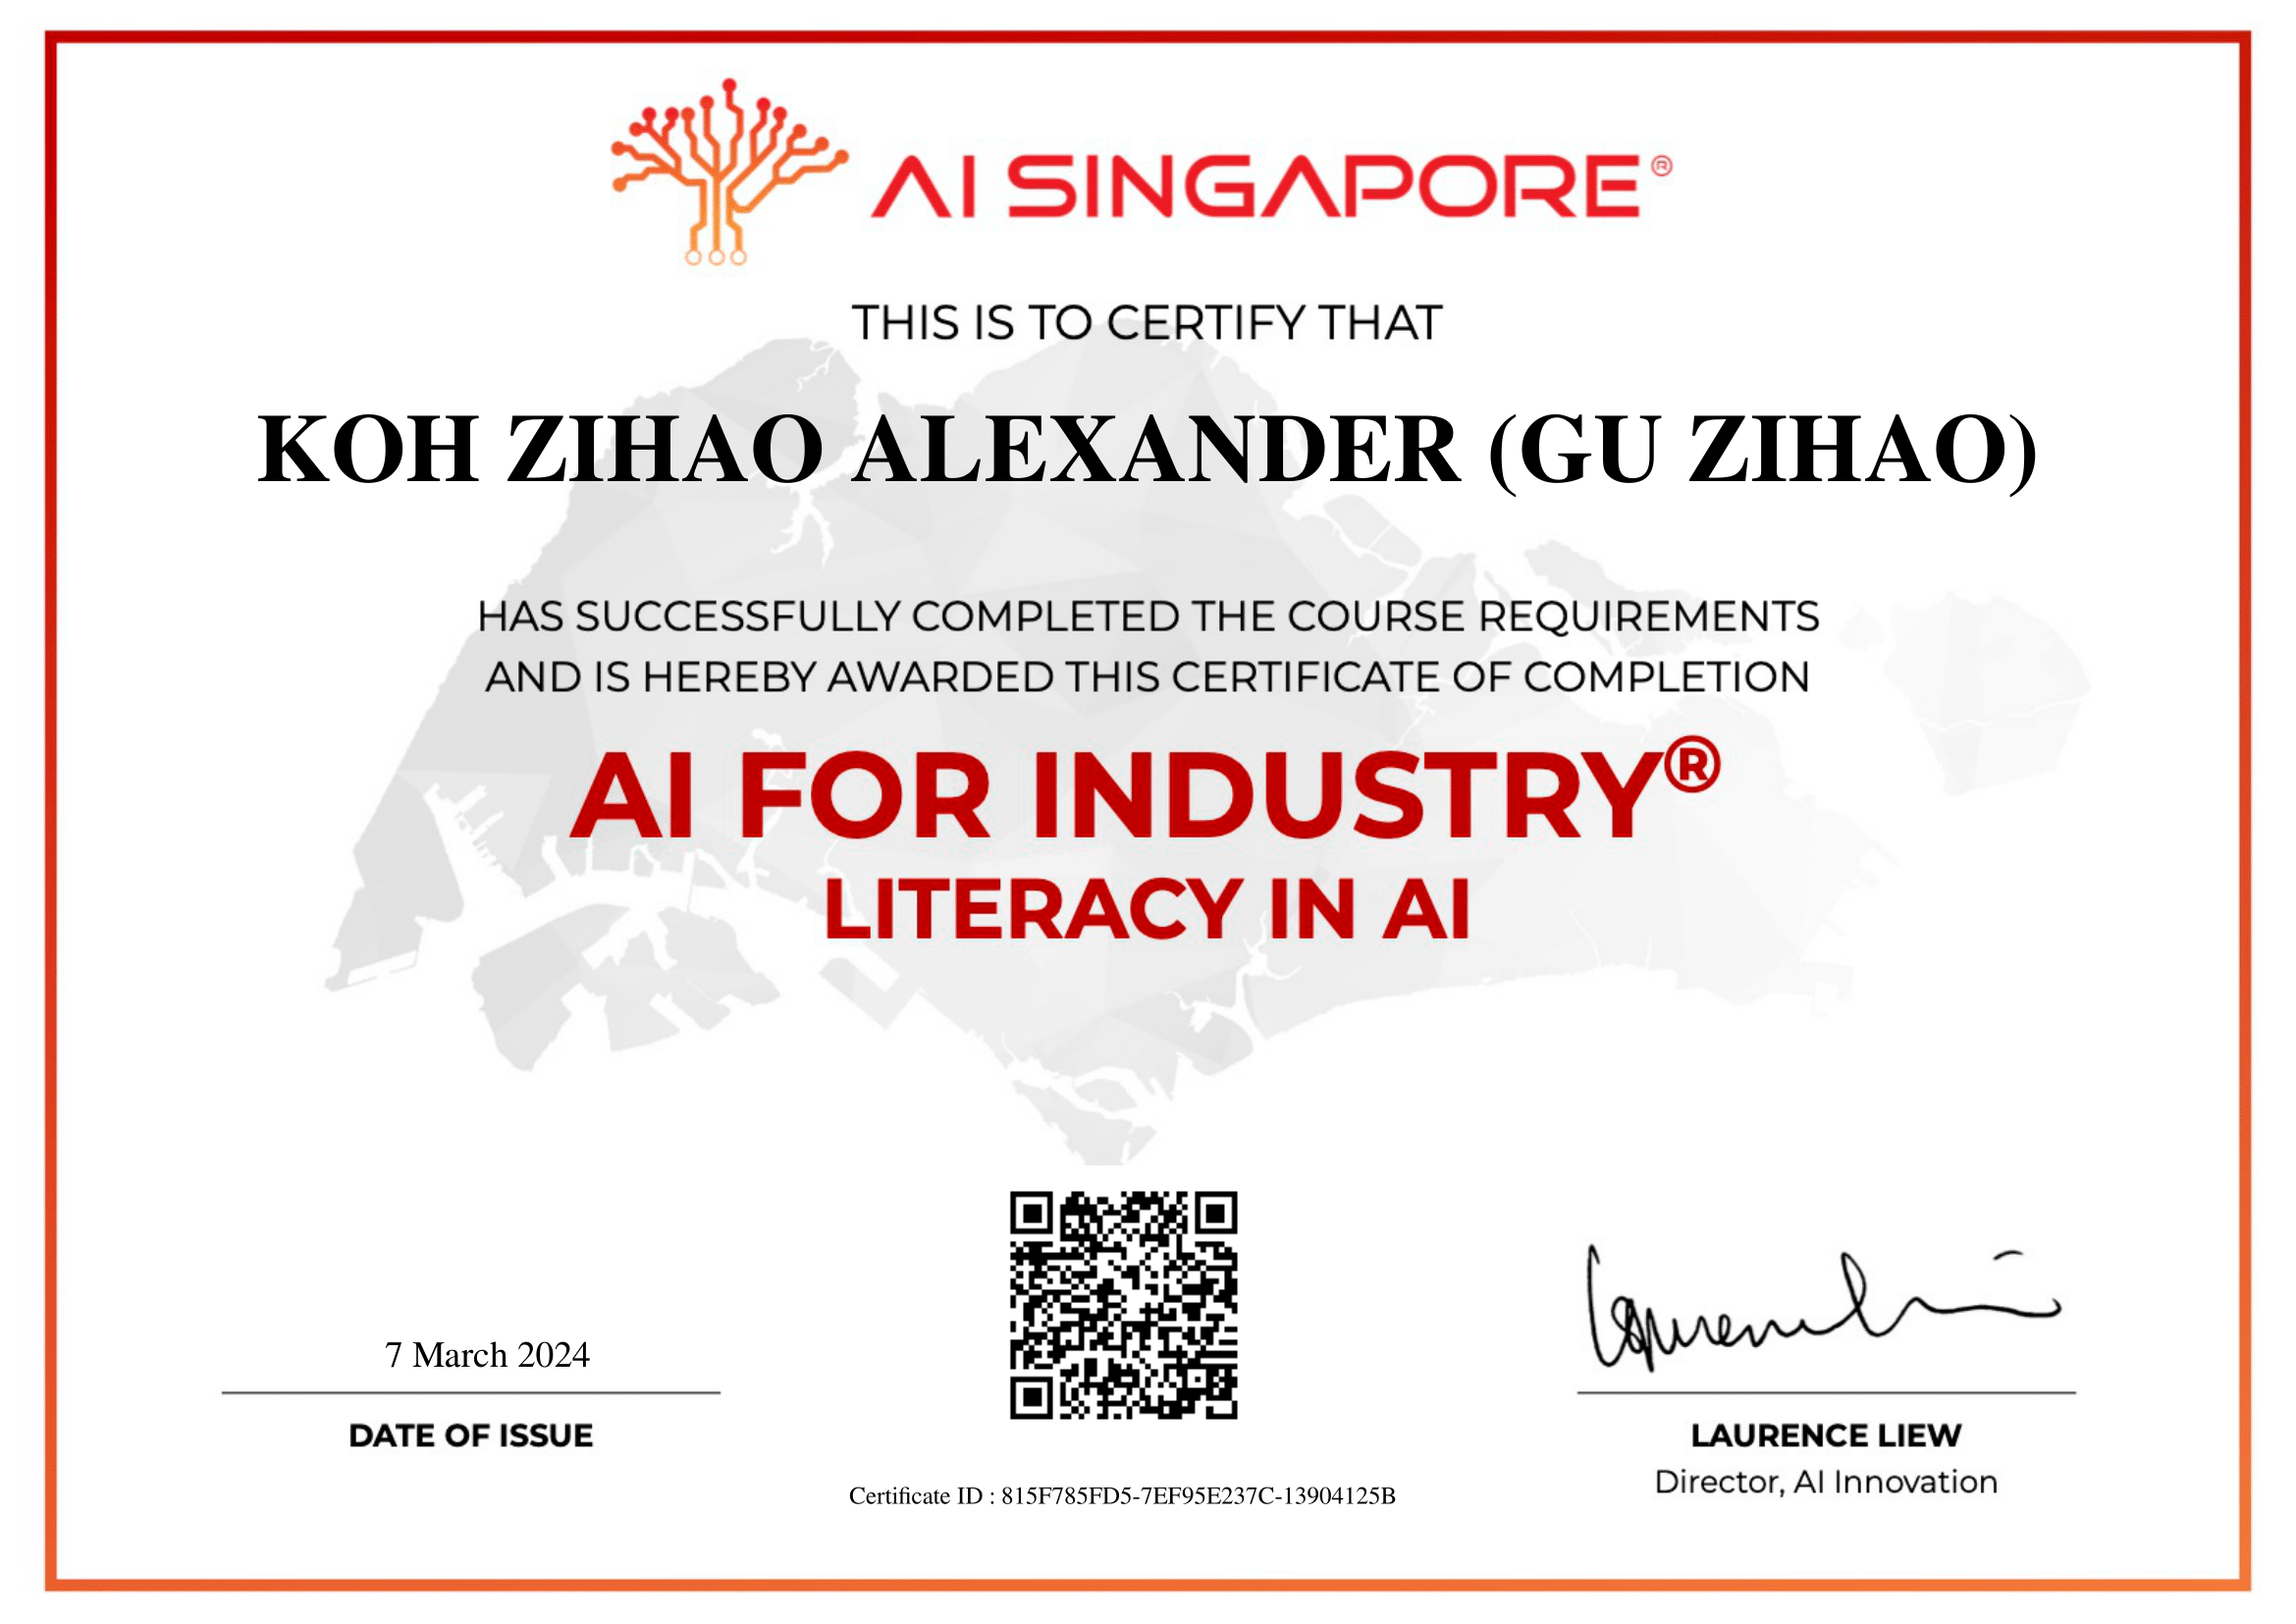 AI SINGAPORE®
THIS IS TO CERTIFY THAT
KOH ZIHAO ALEXANDER (GU ZIHAO)
HAS SUCCESSFULLY COMPLETED THE COURSE REQUIREMENTS
AND IS HEREBY AWARDED THIS CERTIFICATE OF COMPLETION
AI FOR INDUSTRY®
LITERACY IN AI
7 March 2024
DATE OF ISSUE
Laurence Liew
LAURENCE LIEW
Director, AI Innovation
Certificate ID : 815F785FD5-7EF95E237C-13904125B